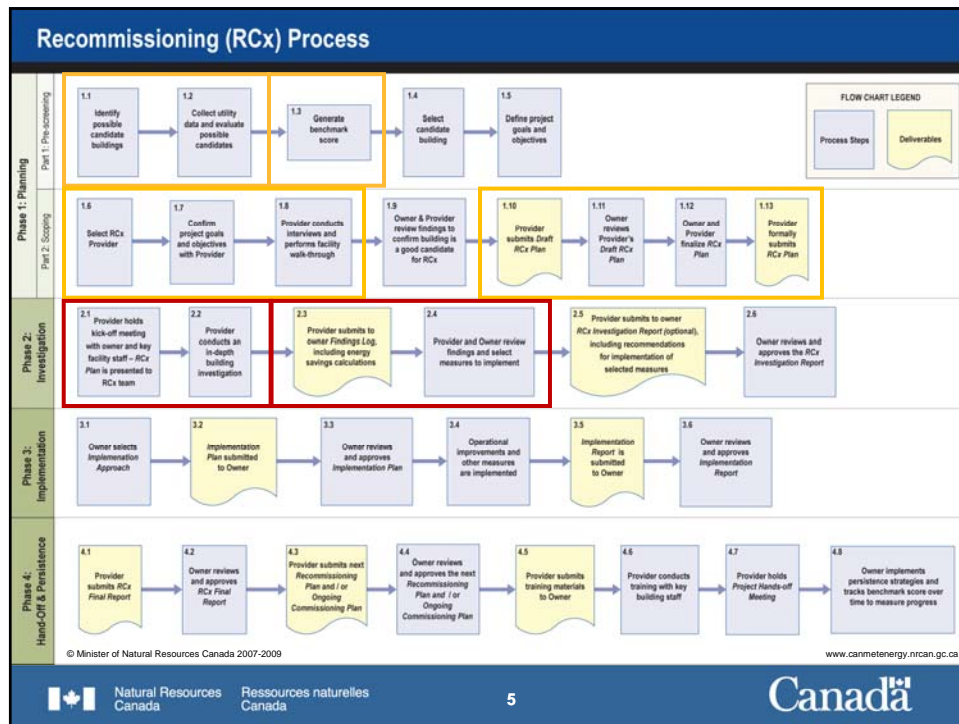 Recommissioning (RCx) Process
Phase 1: Planning
Part 1: Pre-screening
1.1
Identify
possible
candidate
buildings
1.2
Collect utility
data and evaluate
possible
candidates
1.3
Generate
benchmark
score
1.4
Select
candidate
building
1.5
Define project
goals and
objectives
FLOW CHART LEGEND
Process Steps
Deliverables
Part 2: Scoping
1.6
Select RCx
Provider
1.7
Confirm
project goals
and objectives
with Provider
1.8
Provider conducts
interviews and
performs facility
walk-through
1.9
Owner & Provider
review findings to
confirm building is
a good candidate
for RCx
1.10
Provider
submits Draft
RCx Plan
1.11
Owner
reviews
Provider's
Draft RCx
Plan
1.12
Owner and
Provider
finalize RCx
Plan
1.13
Provider
formally
submits
RCx Plan
Phase 2:
Investigation
2.1
Provider holds
kick-off meeting
with owner and key
facility staff – RCx
Plan is presented to
RCx team
2.2
Provider
conducts an
in-depth
building
investigation
2.3
Provider submits to
owner Findings Log,
including energy
savings calculations
2.4
Provider and Owner review
findings and select
measures to implement
2.5
Provider submits to owner
RCx Investigation Report (optional),
including recommendations
for implementation of
selected measures
2.6
Owner reviews and
approves the RCx
Investigation Report
Phase 3:
Implementation
3.1
Owner selects
Implemenation
Approach
3.2
Implementation
Plan submitted
to Owner
3.3
Owner reviews
and approves
Implementation Plan
3.4
Operational
improvements and
other measures
are implemented
3.5
Implementation
Report is
submitted
to Owner
3.6
Owner reviews
and approves
Implementation
Report
Phase 4:
Hand-Off & Persistence
4.1
Provider
submits RCx
Final Report
4.2
Owner reviews
and approves
RCx Final
Report
4.3
Provider submits next
Recommissioning
Plan and / or
Ongoing
Commissioning Plan
4.4
Owner reviews
and approves the next
Recommissioning
Plan and / or
Ongoing
Commissioning Plan
4.5
Provider submits
training materials
to Owner
4.6
Provider conducts
training with key
building staff
4.7
Provider holds
Project Hands-off
Meeting
4.8
Owner implements
persistence strategies and
tracks benchmark score over
time to measure progress
© Minister of Natural Resources Canada 2007-2009
www.canmetenergy.nrcan.gc.ca
Natural Resources
Canada
Ressources naturelles
Canada
5
Canada